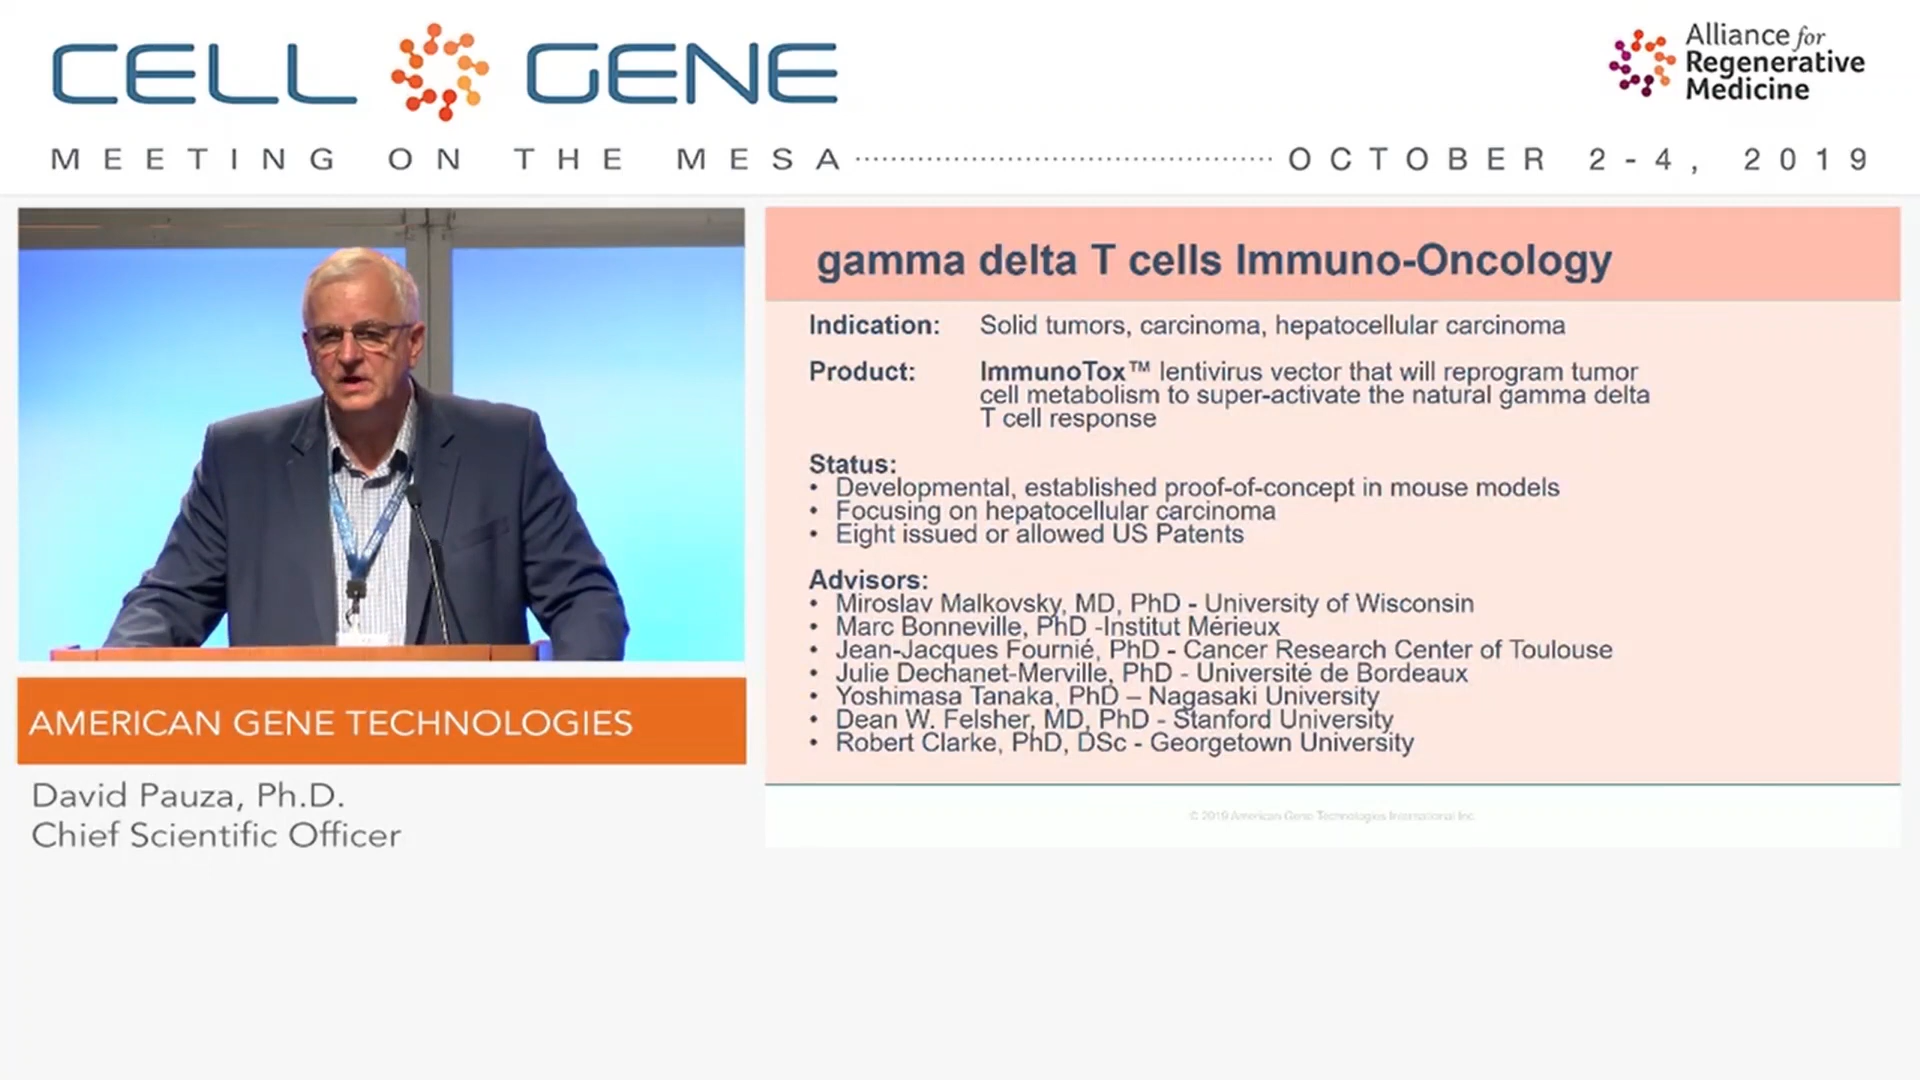 CELL GENE
Alliance for
Regenerative
Medicine
MEETING ON THE MESA
OCTOBER 2-4, 2019
gamma delta T cells Immuno-Oncology
Indication: Solid tumors, carcinoma, hepatocellular carcinoma
Product: ImmunoTox™ lentivirus vector that will reprogram tumor
cell metabolism to super-activate the natural gamma delta
T cell response
Status:
• Developmental, established proof-of-concept in mouse models
• Focusing on hepatocellular carcinoma
• Eight issued or allowed US Patents
Advisors:
• Miroslav Malkovsky, MD, PhD - University of Wisconsin
• Marc Bonneville, PhD -Institut Mérieux
• Jean-Jacques Fournié, PhD - Cancer Research Center of Toulouse
• Julie Dechanet-Merville, PhD - Université de Bordeaux
• Yoshimasa Tanaka, PhD – Nagasaki University
• Dean W. Felsher, MD, PhD - Stanford University
• Robert Clarke, PhD, DSc - Georgetown University
© 2019 American Gene Technologies International Inc.
AMERICAN GENE TECHNOLOGIES
David Pauza, Ph.D.
Chief Scientific Officer